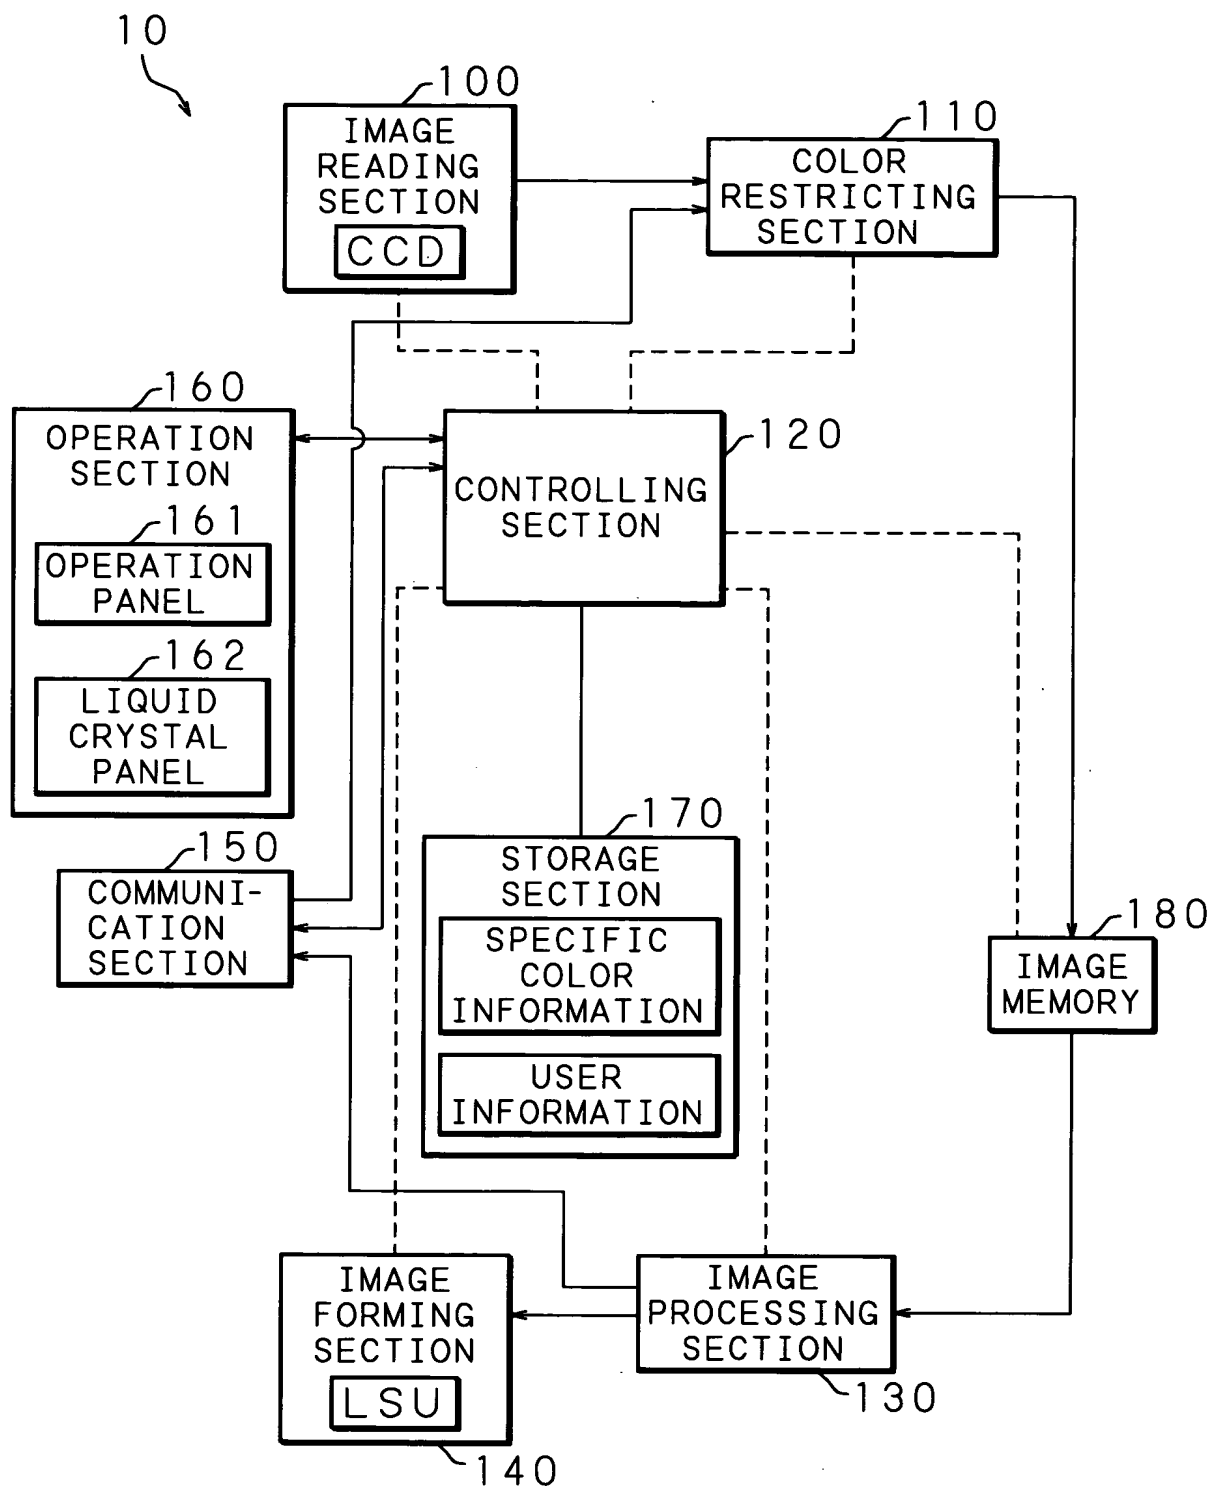 10
100
IMAGE
READING
SECTION
CCD
110
COLOR
RESTRICTING
SECTION
160
OPERATION
SECTION
161
OPERATION
PANEL
162
LIQUID
CRYSTAL
PANEL
120
CONTROLLING
SECTION
150
COMMUNI-
CATION
SECTION
170
STORAGE
SECTION
SPECIFIC
COLOR
INFORMATION
USER
INFORMATION
180
IMAGE
MEMORY
IMAGE
FORMING
SECTION
LSU
140
IMAGE
PROCESSING
SECTION
130